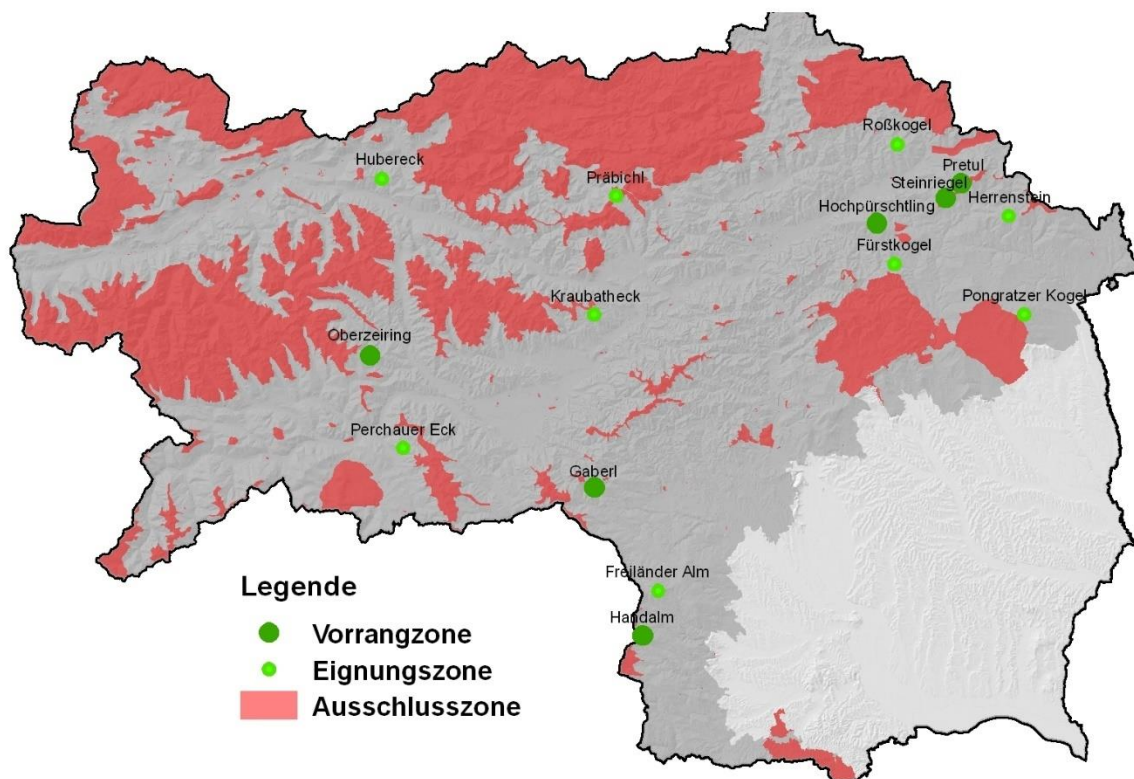 Roßkogel
Hubereck
Pretul
Präbichl
Steinriegel
Herrenstein
Hochpürschtling
Fürstkogel
Kraubatheck
Pongratzer Kogel
Oberzeiring
Perchauer Eck
Gaberl
Freiländer Alm
Handalm
Legende
Vorrangzone
Eignungszone
Ausschlusszone